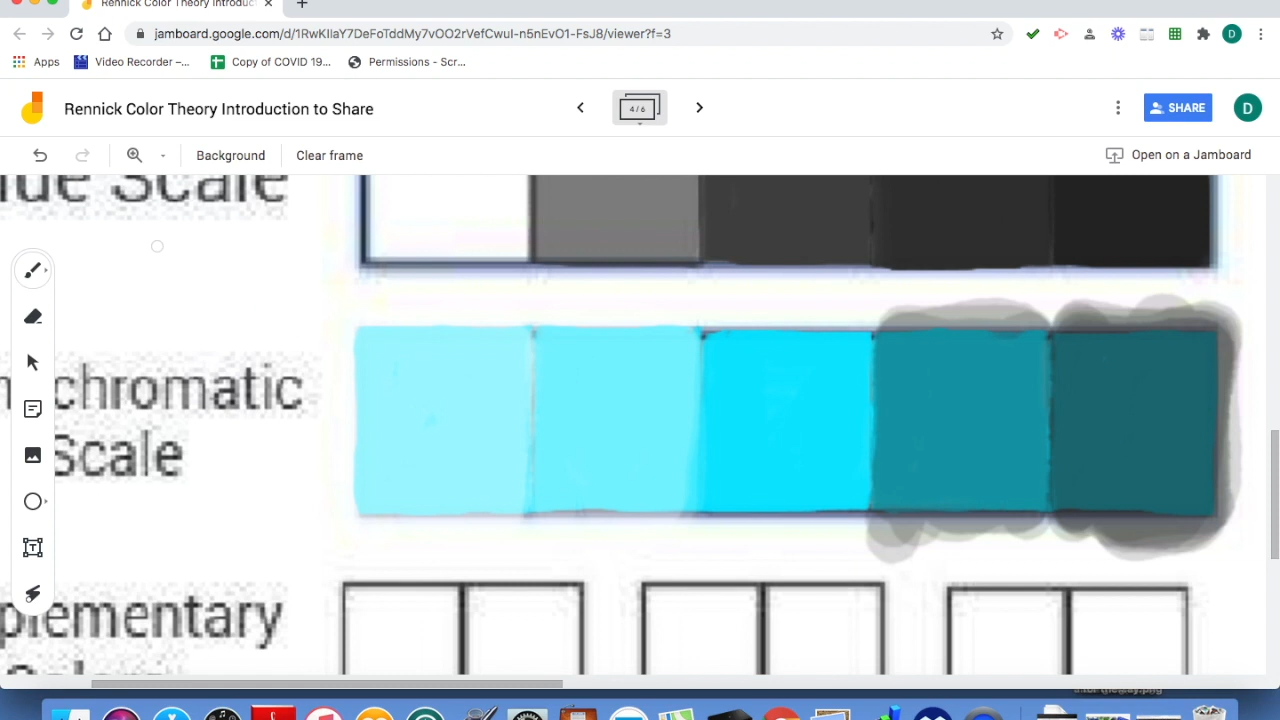 Rennick Color Theory Introduc
jamboard.google.com/d/1RwKIIaY7DeFoTddMy7vOO2rVefCwuI-n5nEvO1-FsJ8/viewer?f=3
D
Apps Video Recorder –... Copy of COVID 19... Permissions - Scr...
Rennick Color Theory Introduction to Share
4 / 6
SHARE
D
Background Clear frame
Open on a Jamboard
ue Scale
chromatic
Scale
plementary